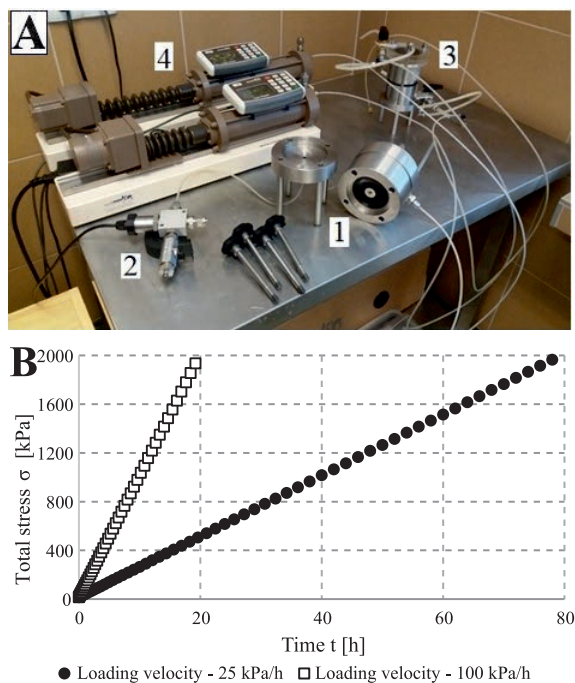 A
4
3
1
2
B
2000
1600
1200
800
400
0
Total stress σ [kPa]
0 20 40 60 80
Time t [h]
● Loading velocity - 25 kPa/h □ Loading velocity - 100 kPa/h